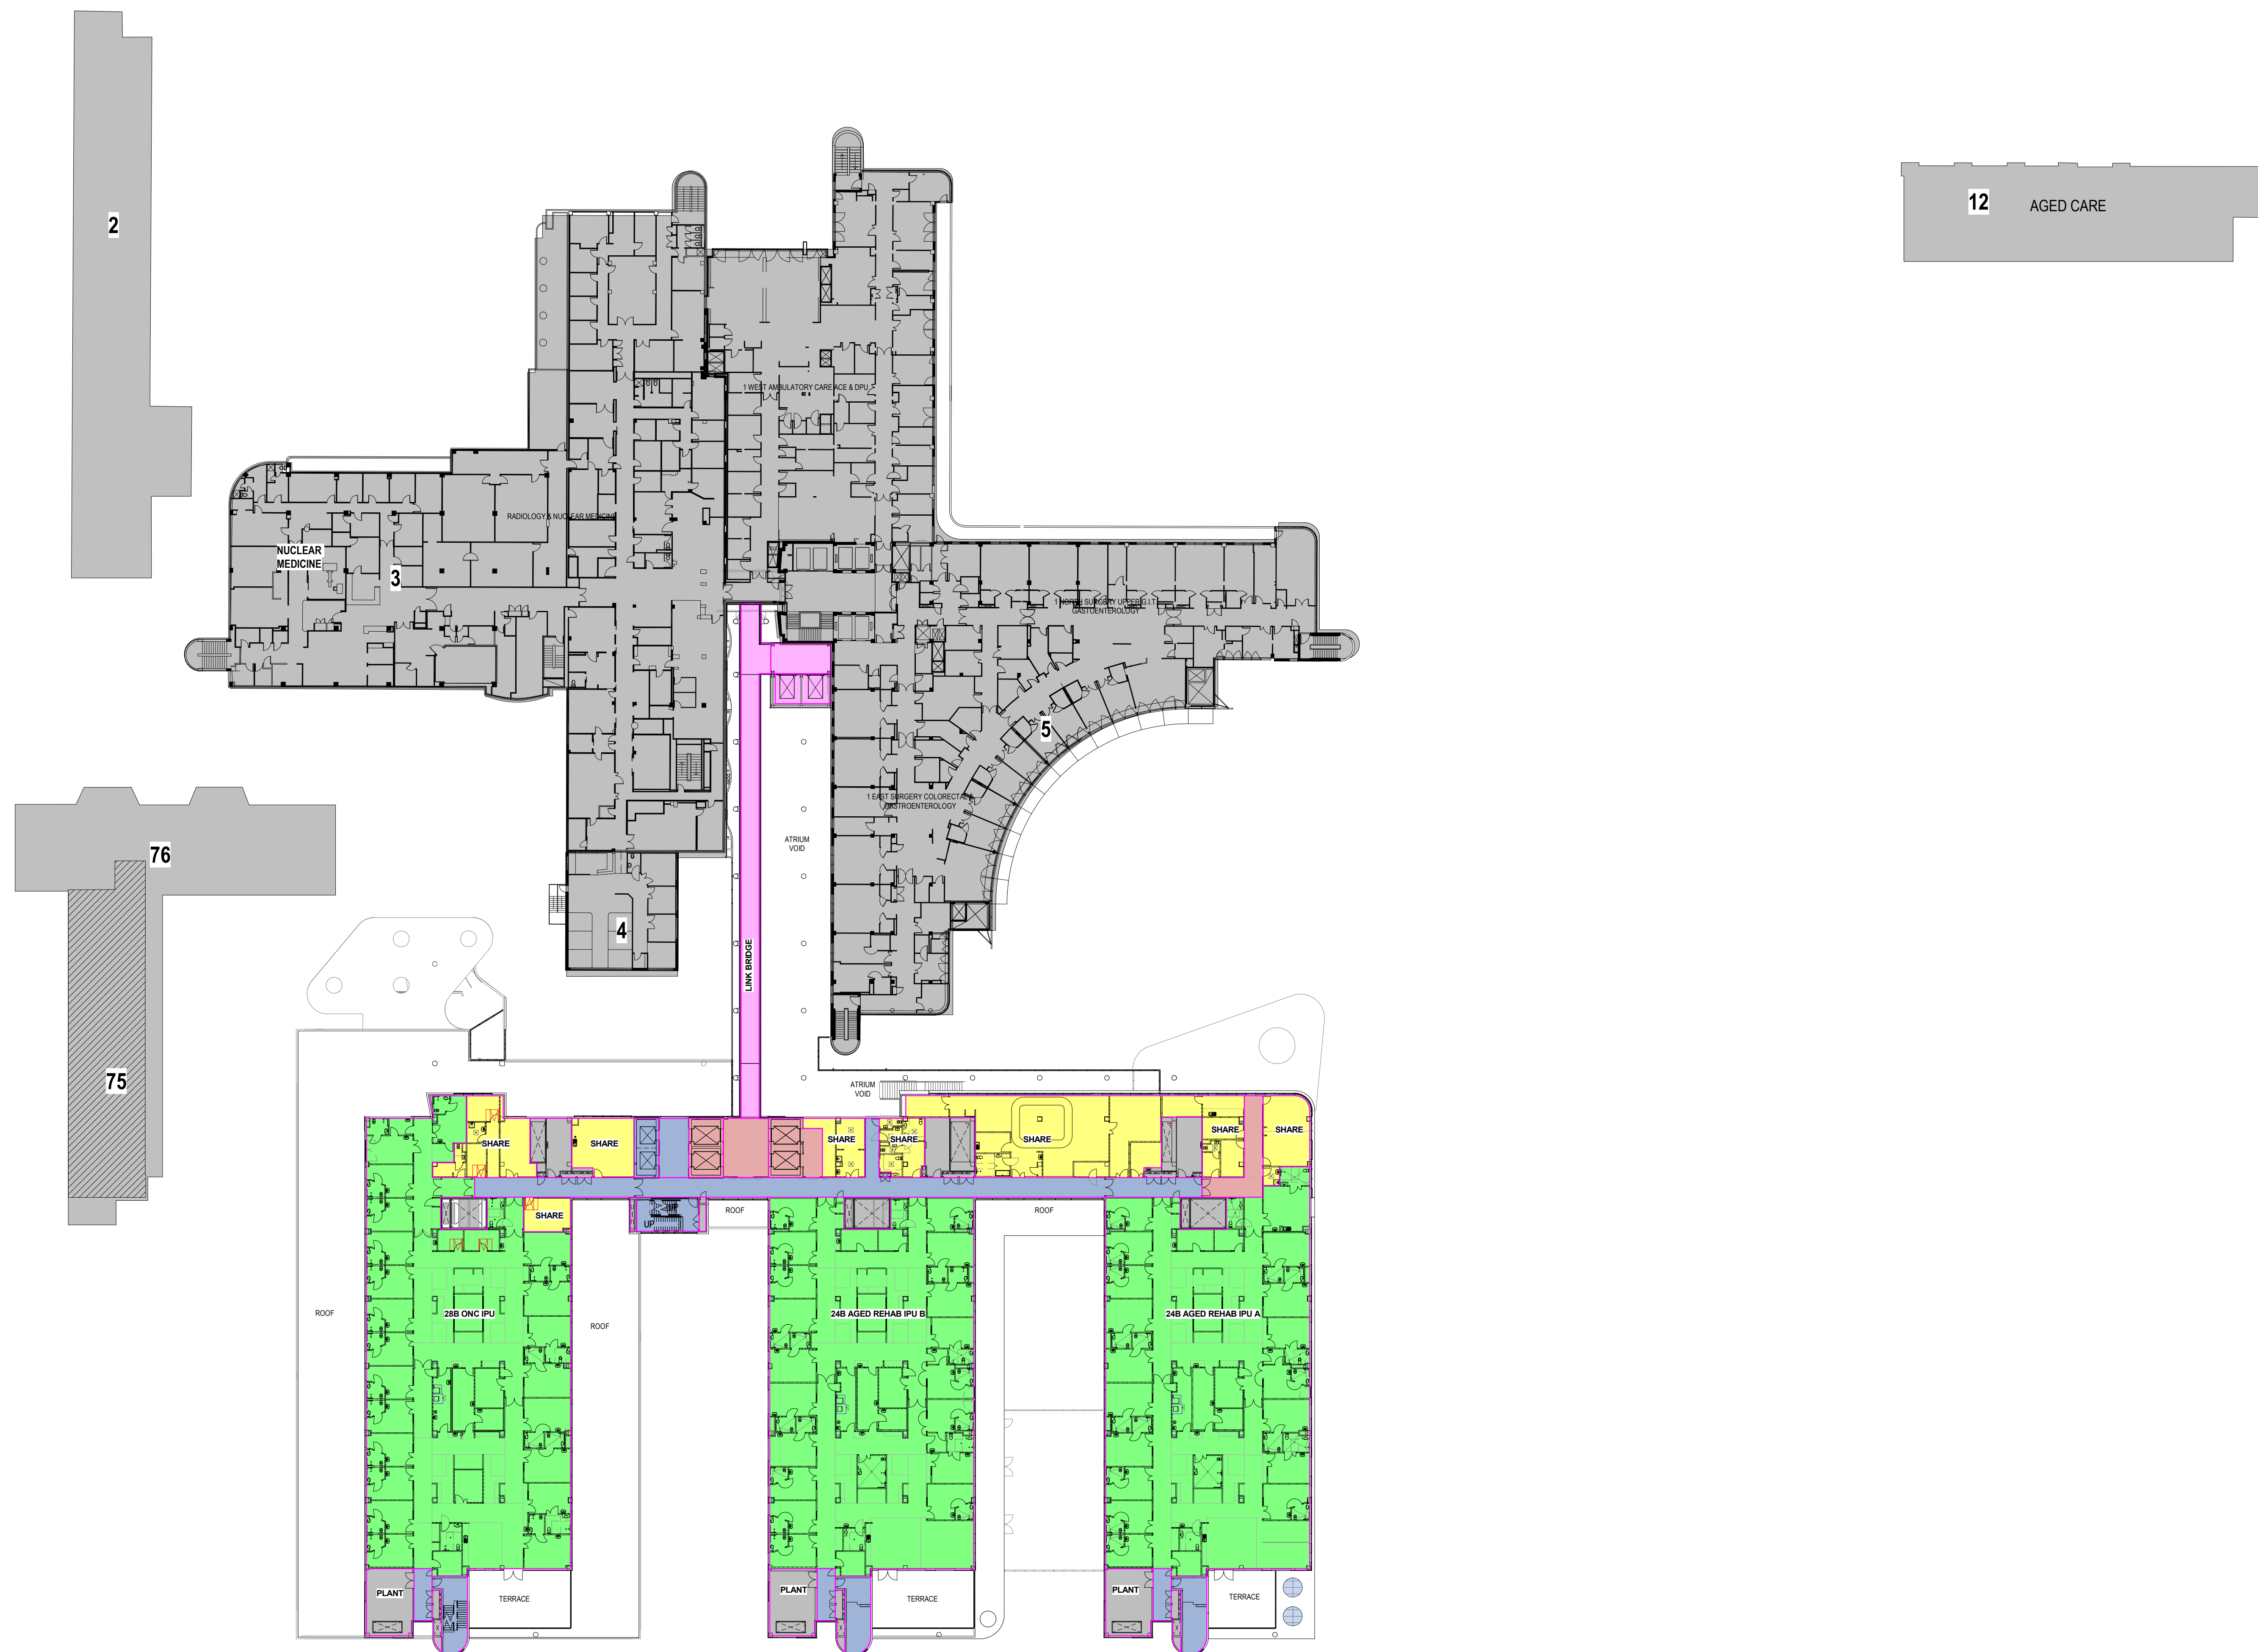 2
12
AGED CARE
1 WEST AMBULATORY CARE ACE & DPU
RADIOLOGY & NUCLEAR MEDICINE
NUCLEAR
MEDICINE
3
1 NORTH SURGERY UPPER G.I.T.
GASTOENTEROLOGY
5
1 EAST SURGERY COLORECTAL
GASTROENTEROLOGY
ATRIUM
VOID
76
4
LINK BRIDGE
75
ATRIUM
VOID
SHARE
SHARE
SHARE
SHARE
SHARE
SHARE
SHARE
SHARE
UP
UP
ROOF
ROOF
ROOF
28B ONC IPU
ROOF
24B AGED REHAB IPU B
24B AGED REHAB IPU A
PLANT
TERRACE
PLANT
TERRACE
PLANT
TERRACE